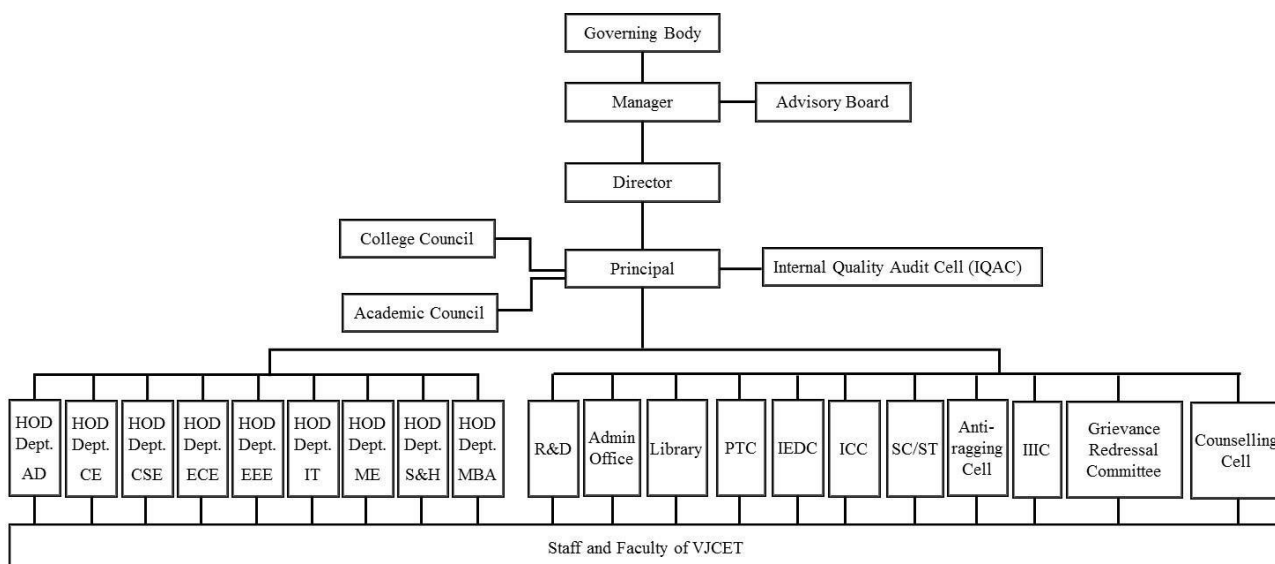 Governing Body
Manager
Advisory Board
Director
College Council
Principal
Internal Quality Audit Cell (IQAC)
Academic Council
HOD
Dept.
AD
HOD
Dept.
CE
HOD
Dept.
CSE
HOD
Dept.
ECE
HOD
Dept.
EEE
HOD
Dept.
IT
HOD
Dept.
ME
HOD
Dept.
S&H
HOD
Dept.
MBA
R&D
Admin
Office
Library
PTC
IEDC
ICC
SC/ST
Anti-
ragging
Cell
IIIC
Grievance
Redressal
Committee
Counselling
Cell
Staff and Faculty of VJCET